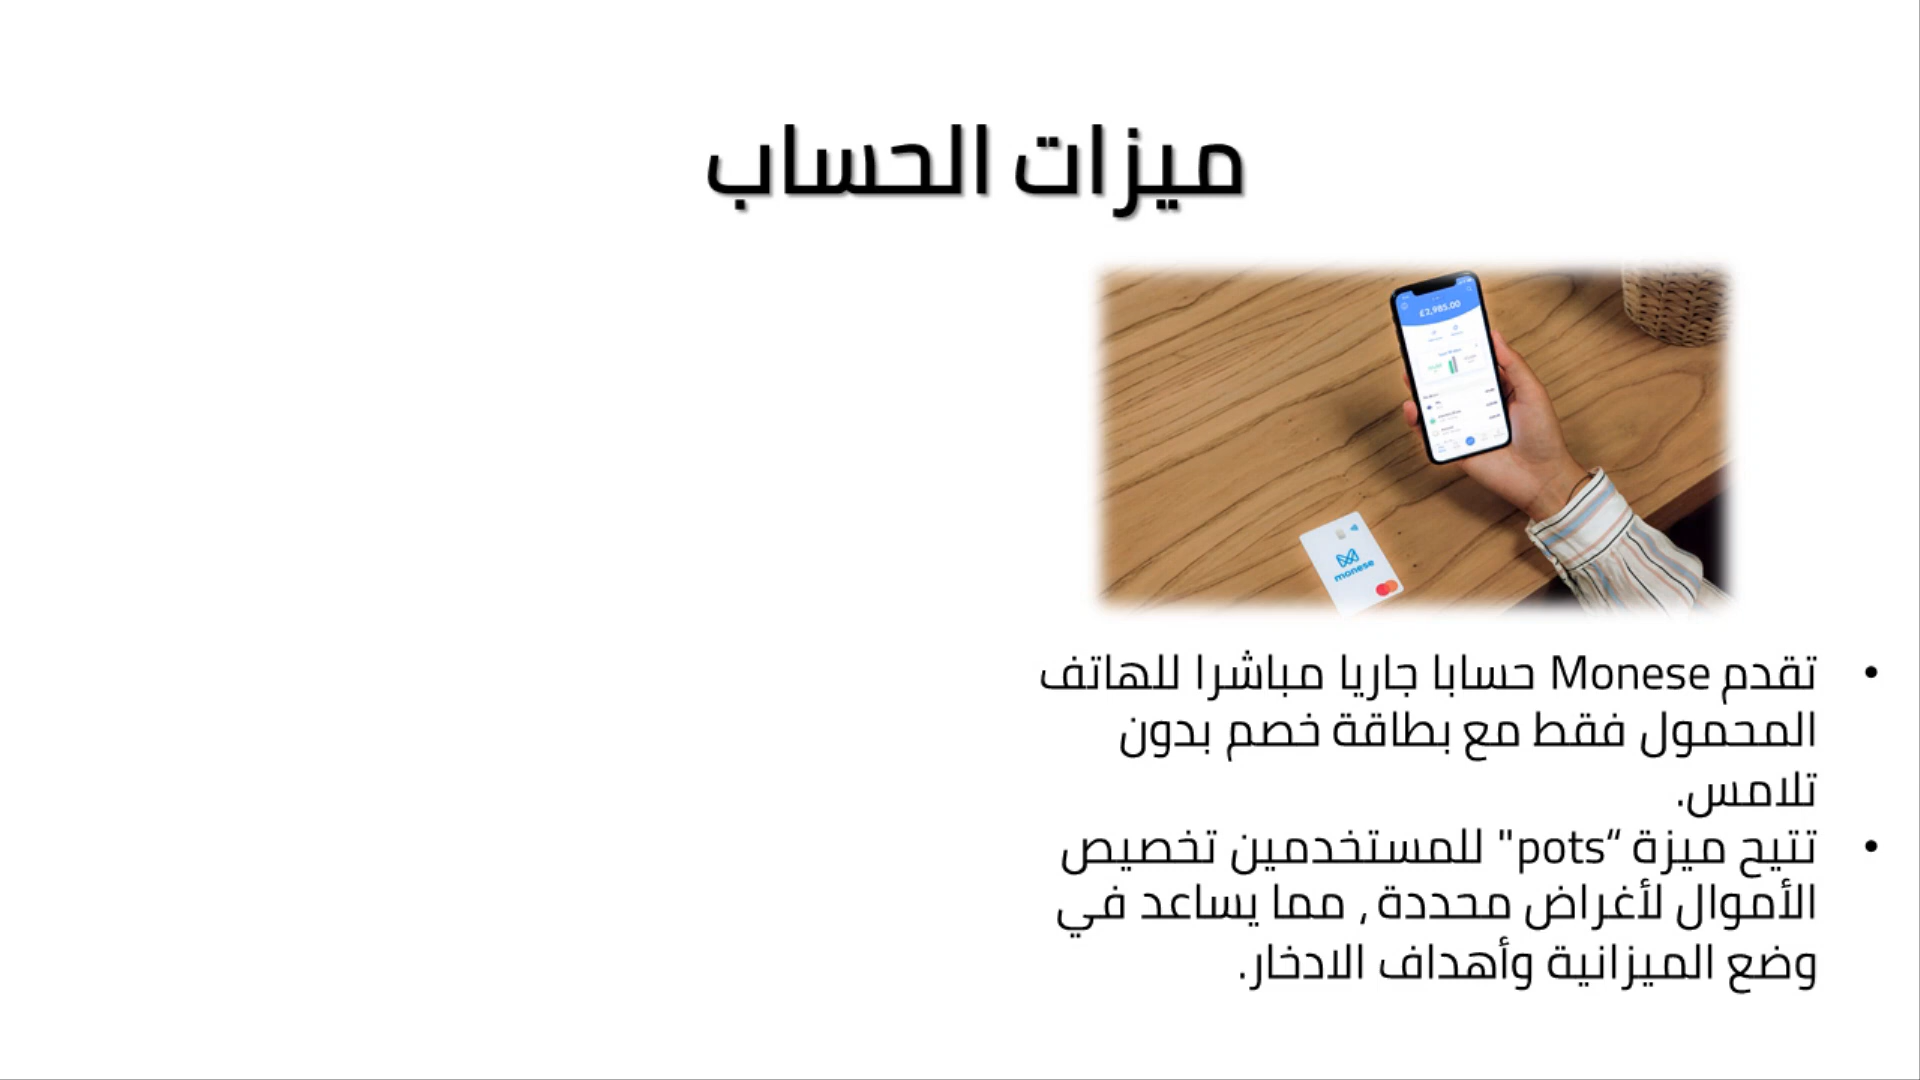 ميزات الحساب
£2,985.00
monese
• تقدم Monese حسابا جاريا مباشرا للهاتف
المحمول فقط مع بطاقة خصم بدون
تلامس.
• تتيح ميزة “pots" للمستخدمين تخصيص
الأموال لأغراض محددة , مما يساعد في
وضع الميزانية وأهداف الادخار.